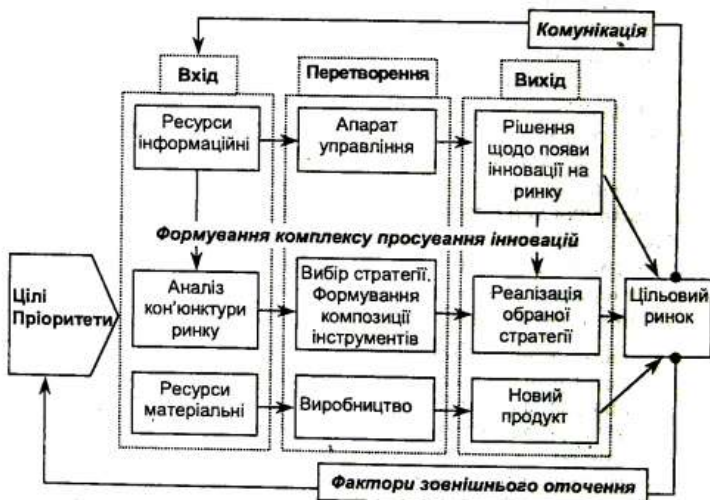 Комунікація
Вхід
Перетворення
Вихід
Ресурси
інформаційні
Апарат
управління
Рішення
щодо появи
інновації на
ринку
Формування комплексу просування інновацій
Цілі
Пріоритети
Аналіз
кон'юнктури
ринку
Вибір стратегії.
Формування
композиції
інструментів
Реалізація
обраної
стратегії
Цільовий
ринок
Ресурси
матеріальні
Виробництво
Новий
продукт
Фактори зовнішнього оточення